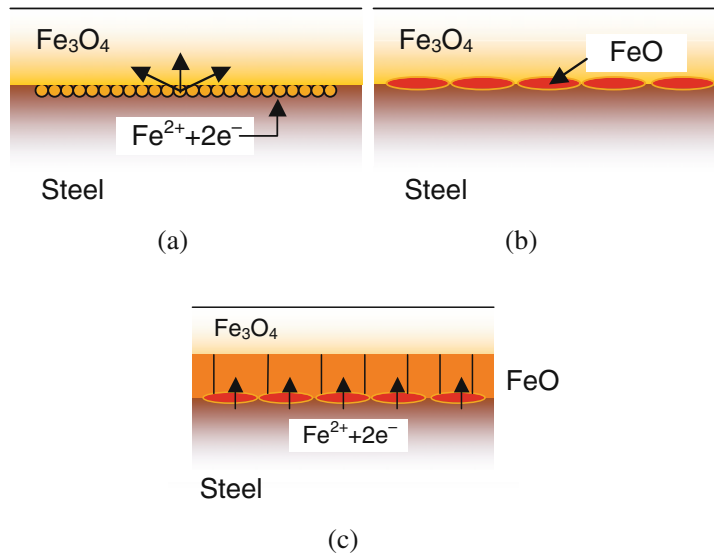 Fe₃O₄
Fe²⁺+2e⁻
Steel
(a)
Fe₃O₄
FeO
Steel
(b)
Fe₃O₄
FeO
Fe²⁺+2e⁻
Steel
(c)